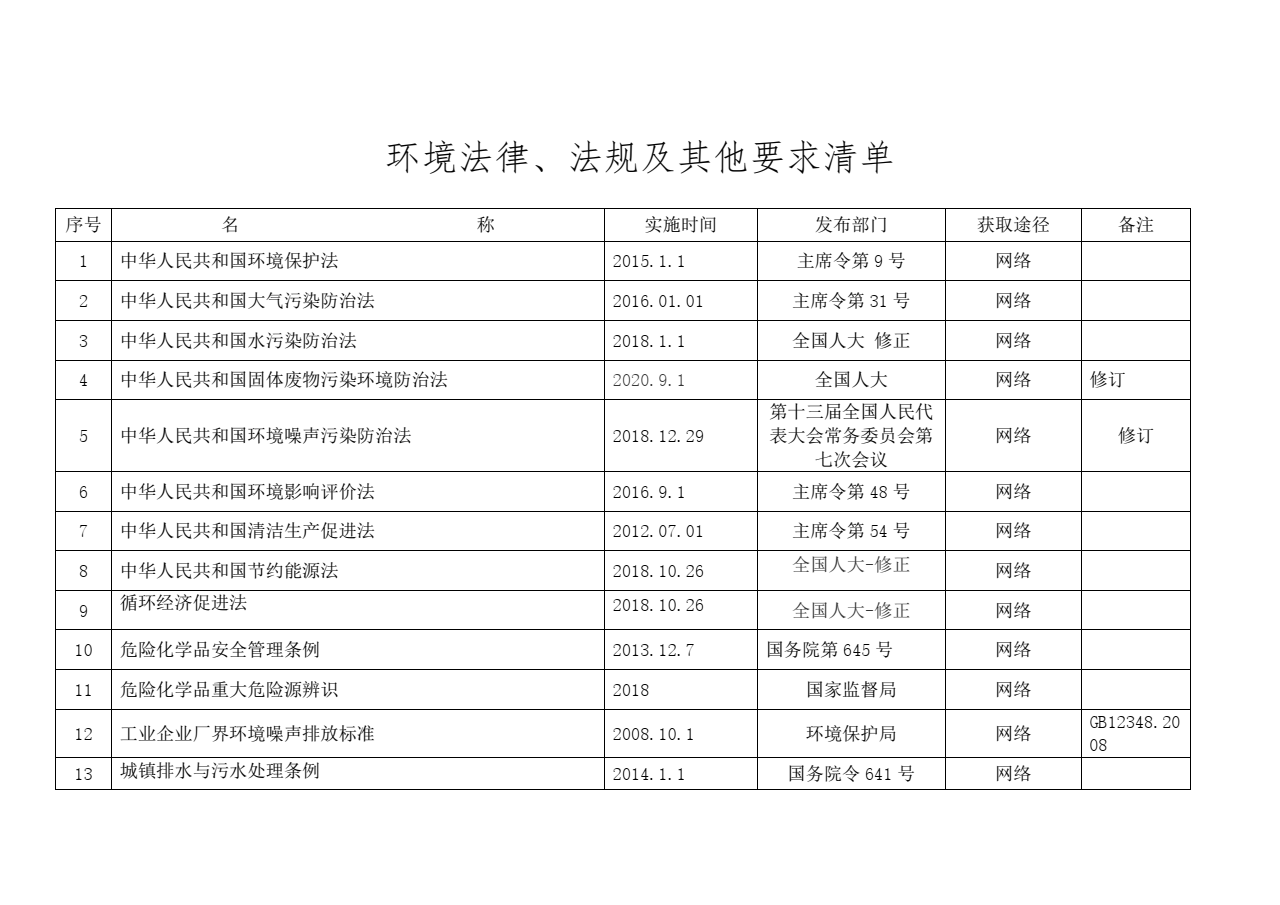 环境法律、法规及其他要求清单
序号 名 称 实施时间 发布部门 获取途径 备注
1 中华人民共和国环境保护法 2015.1.1 主席令第 9 号 网络
2 中华人民共和国大气污染防治法 2016.01.01 主席令第 31 号 网络
3 中华人民共和国水污染防治法 2018.1.1 全国人大 修正 网络
4 中华人民共和国固体废物污染环境防治法 2020.9.1 全国人大 网络 修订
5 中华人民共和国环境噪声污染防治法 2018.12.29 第十三届全国人民代
表大会常务委员会第
七次会议 网络 修订
6 中华人民共和国环境影响评价法 2016.9.1 主席令第 48 号 网络
7 中华人民共和国清洁生产促进法 2012.07.01 主席令第 54 号 网络
8 中华人民共和国节约能源法 2018.10.26 全国人大-修正 网络
9 循环经济促进法 2018.10.26 全国人大-修正 网络
10 危险化学品安全管理条例 2013.12.7 国务院第 645 号 网络
11 危险化学品重大危险源辨识 2018 国家监督局 网络
12 工业企业厂界环境噪声排放标准 2008.10.1 环境保护局 网络 GB12348.20
08
13 城镇排水与污水处理条例 2014.1.1 国务院令 641 号 网络